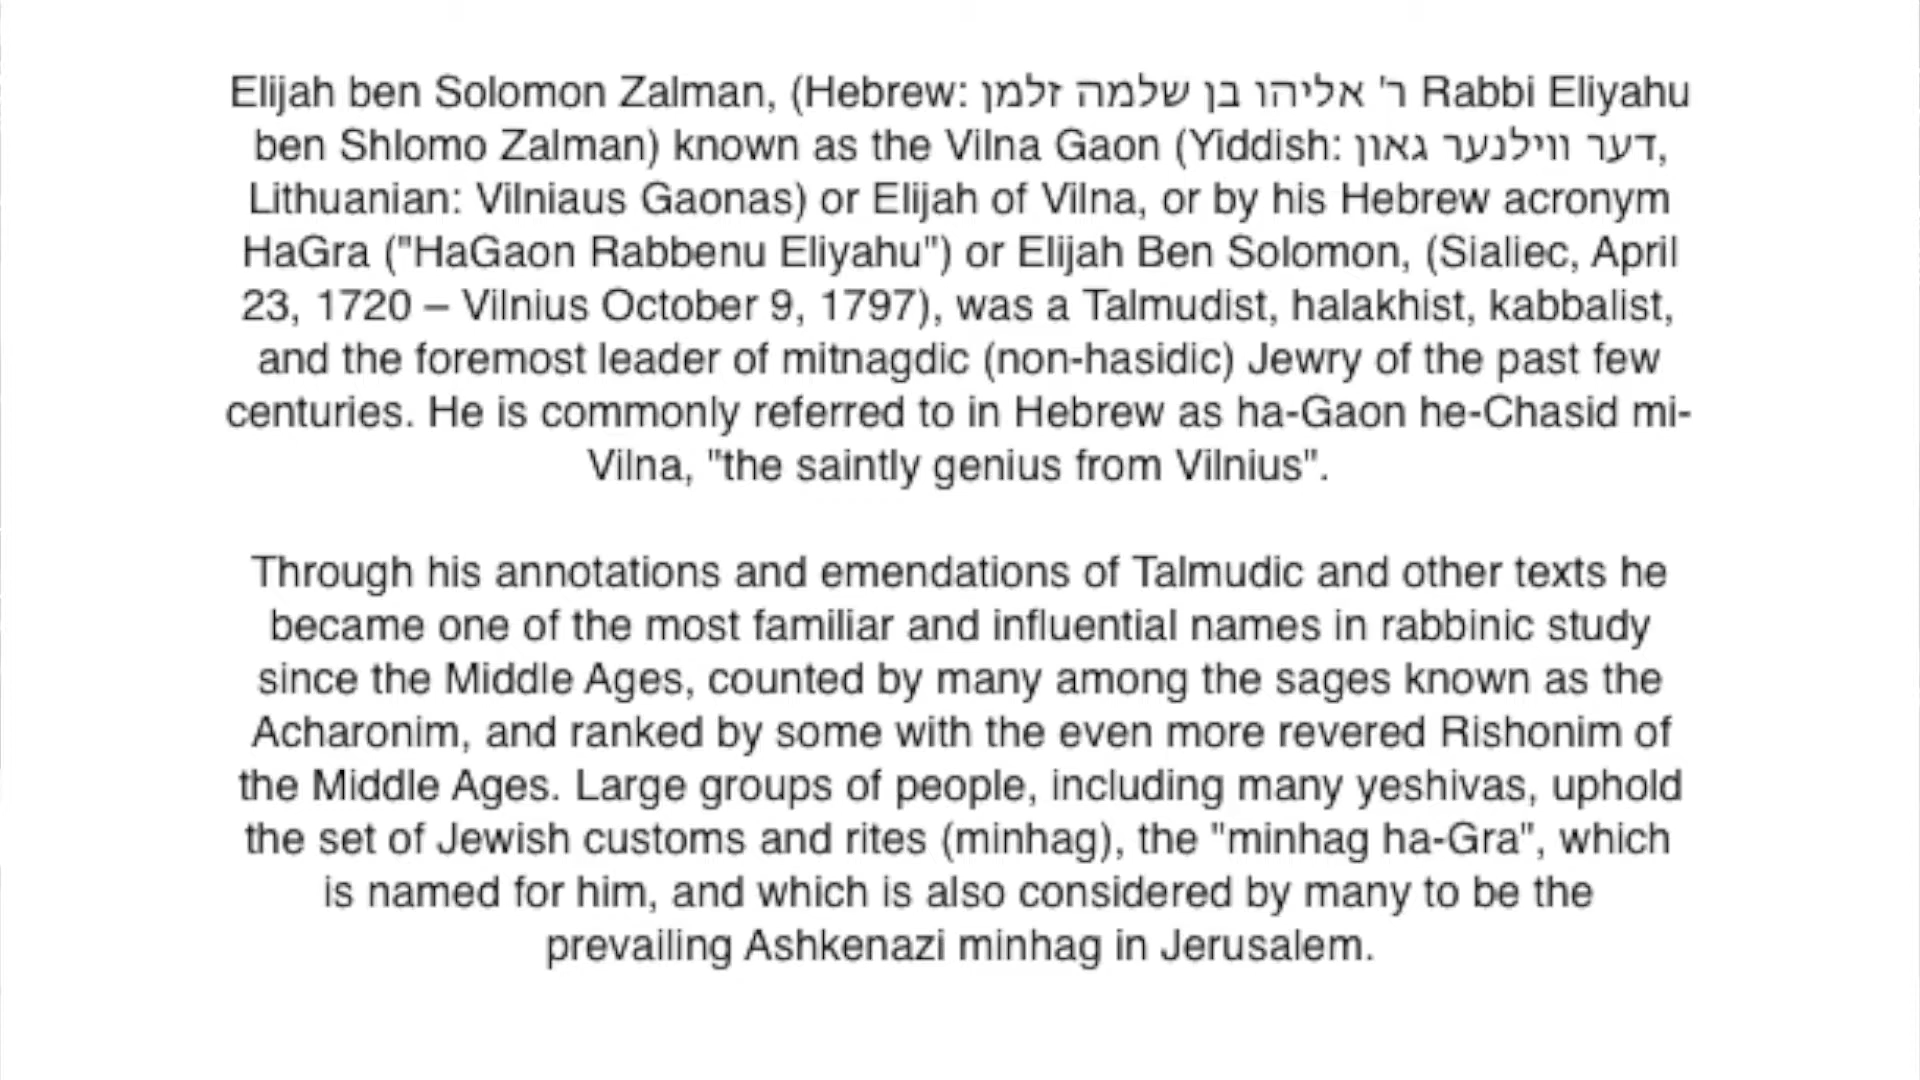 Elijah ben Solomon Zalman, (Hebrew: ר' אליהו בן שלמה זלמן Rabbi Eliyahu
ben Shlomo Zalman) known as the Vilna Gaon (Yiddish: דער ווילנער גאון,
Lithuanian: Vilniaus Gaonas) or Elijah of Vilna, or by his Hebrew acronym
HaGra ("HaGaon Rabbenu Eliyahu") or Elijah Ben Solomon, (Sialiec, April
23, 1720 – Vilnius October 9, 1797), was a Talmudist, halakhist, kabbalist,
and the foremost leader of mitnagdic (non-hasidic) Jewry of the past few
centuries. He is commonly referred to in Hebrew as ha-Gaon he-Chasid mi-
Vilna, "the saintly genius from Vilnius".
Through his annotations and emendations of Talmudic and other texts he
became one of the most familiar and influential names in rabbinic study
since the Middle Ages, counted by many among the sages known as the
Acharonim, and ranked by some with the even more revered Rishonim of
the Middle Ages. Large groups of people, including many yeshivas, uphold
the set of Jewish customs and rites (minhag), the "minhag ha-Gra", which
is named for him, and which is also considered by many to be the
prevailing Ashkenazi minhag in Jerusalem.